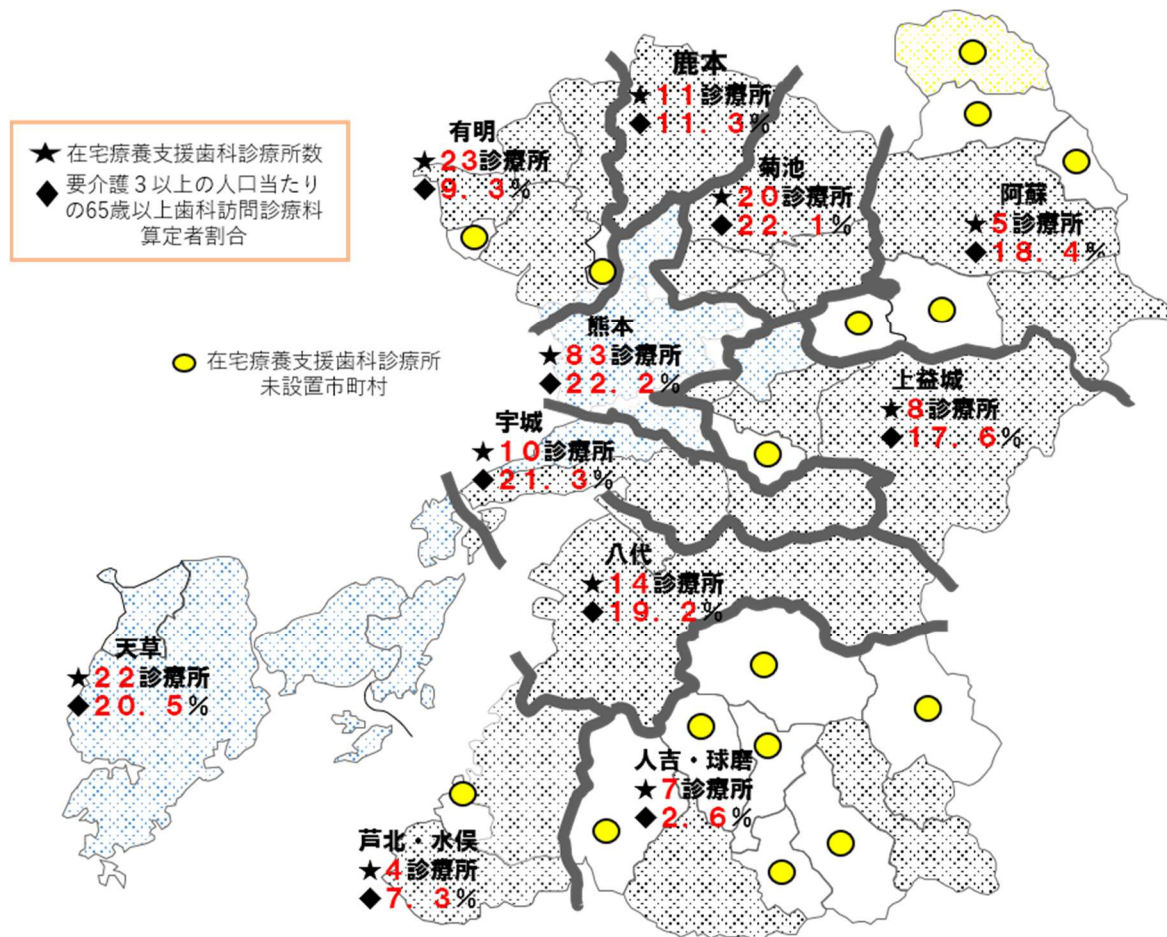 鹿本
★11診療所
◆11.3%
有明
★23診療所
◆9.3%
★ 在宅療養支援歯科診療所数
◆ 要介護3以上の人口当たり
の65歳以上歯科訪問診療料
算定者割合
菊池
★20診療所
◆22.1%
阿蘇
★5診療所
◆18.4%
熊本
★83診療所
◆22.2%
在宅療養支援歯科診療所
未設置市町村
上益城
★8診療所
◆17.6%
宇城
★10診療所
◆21.3%
八代
★14診療所
◆19.2%
天草
★22診療所
◆20.5%
人吉・球磨
★7診療所
◆2.6%
芦北・水俣
★4診療所
◆7.3%